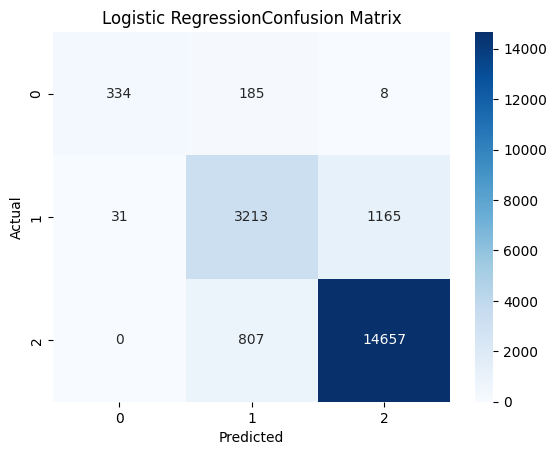 Logistic RegressionConfusion Matrix
0 334 185 8
1 31 3213 1165
2 0 807 14657
0 1 2
Actual
Predicted
14000
12000
10000
8000
6000
4000
2000
0